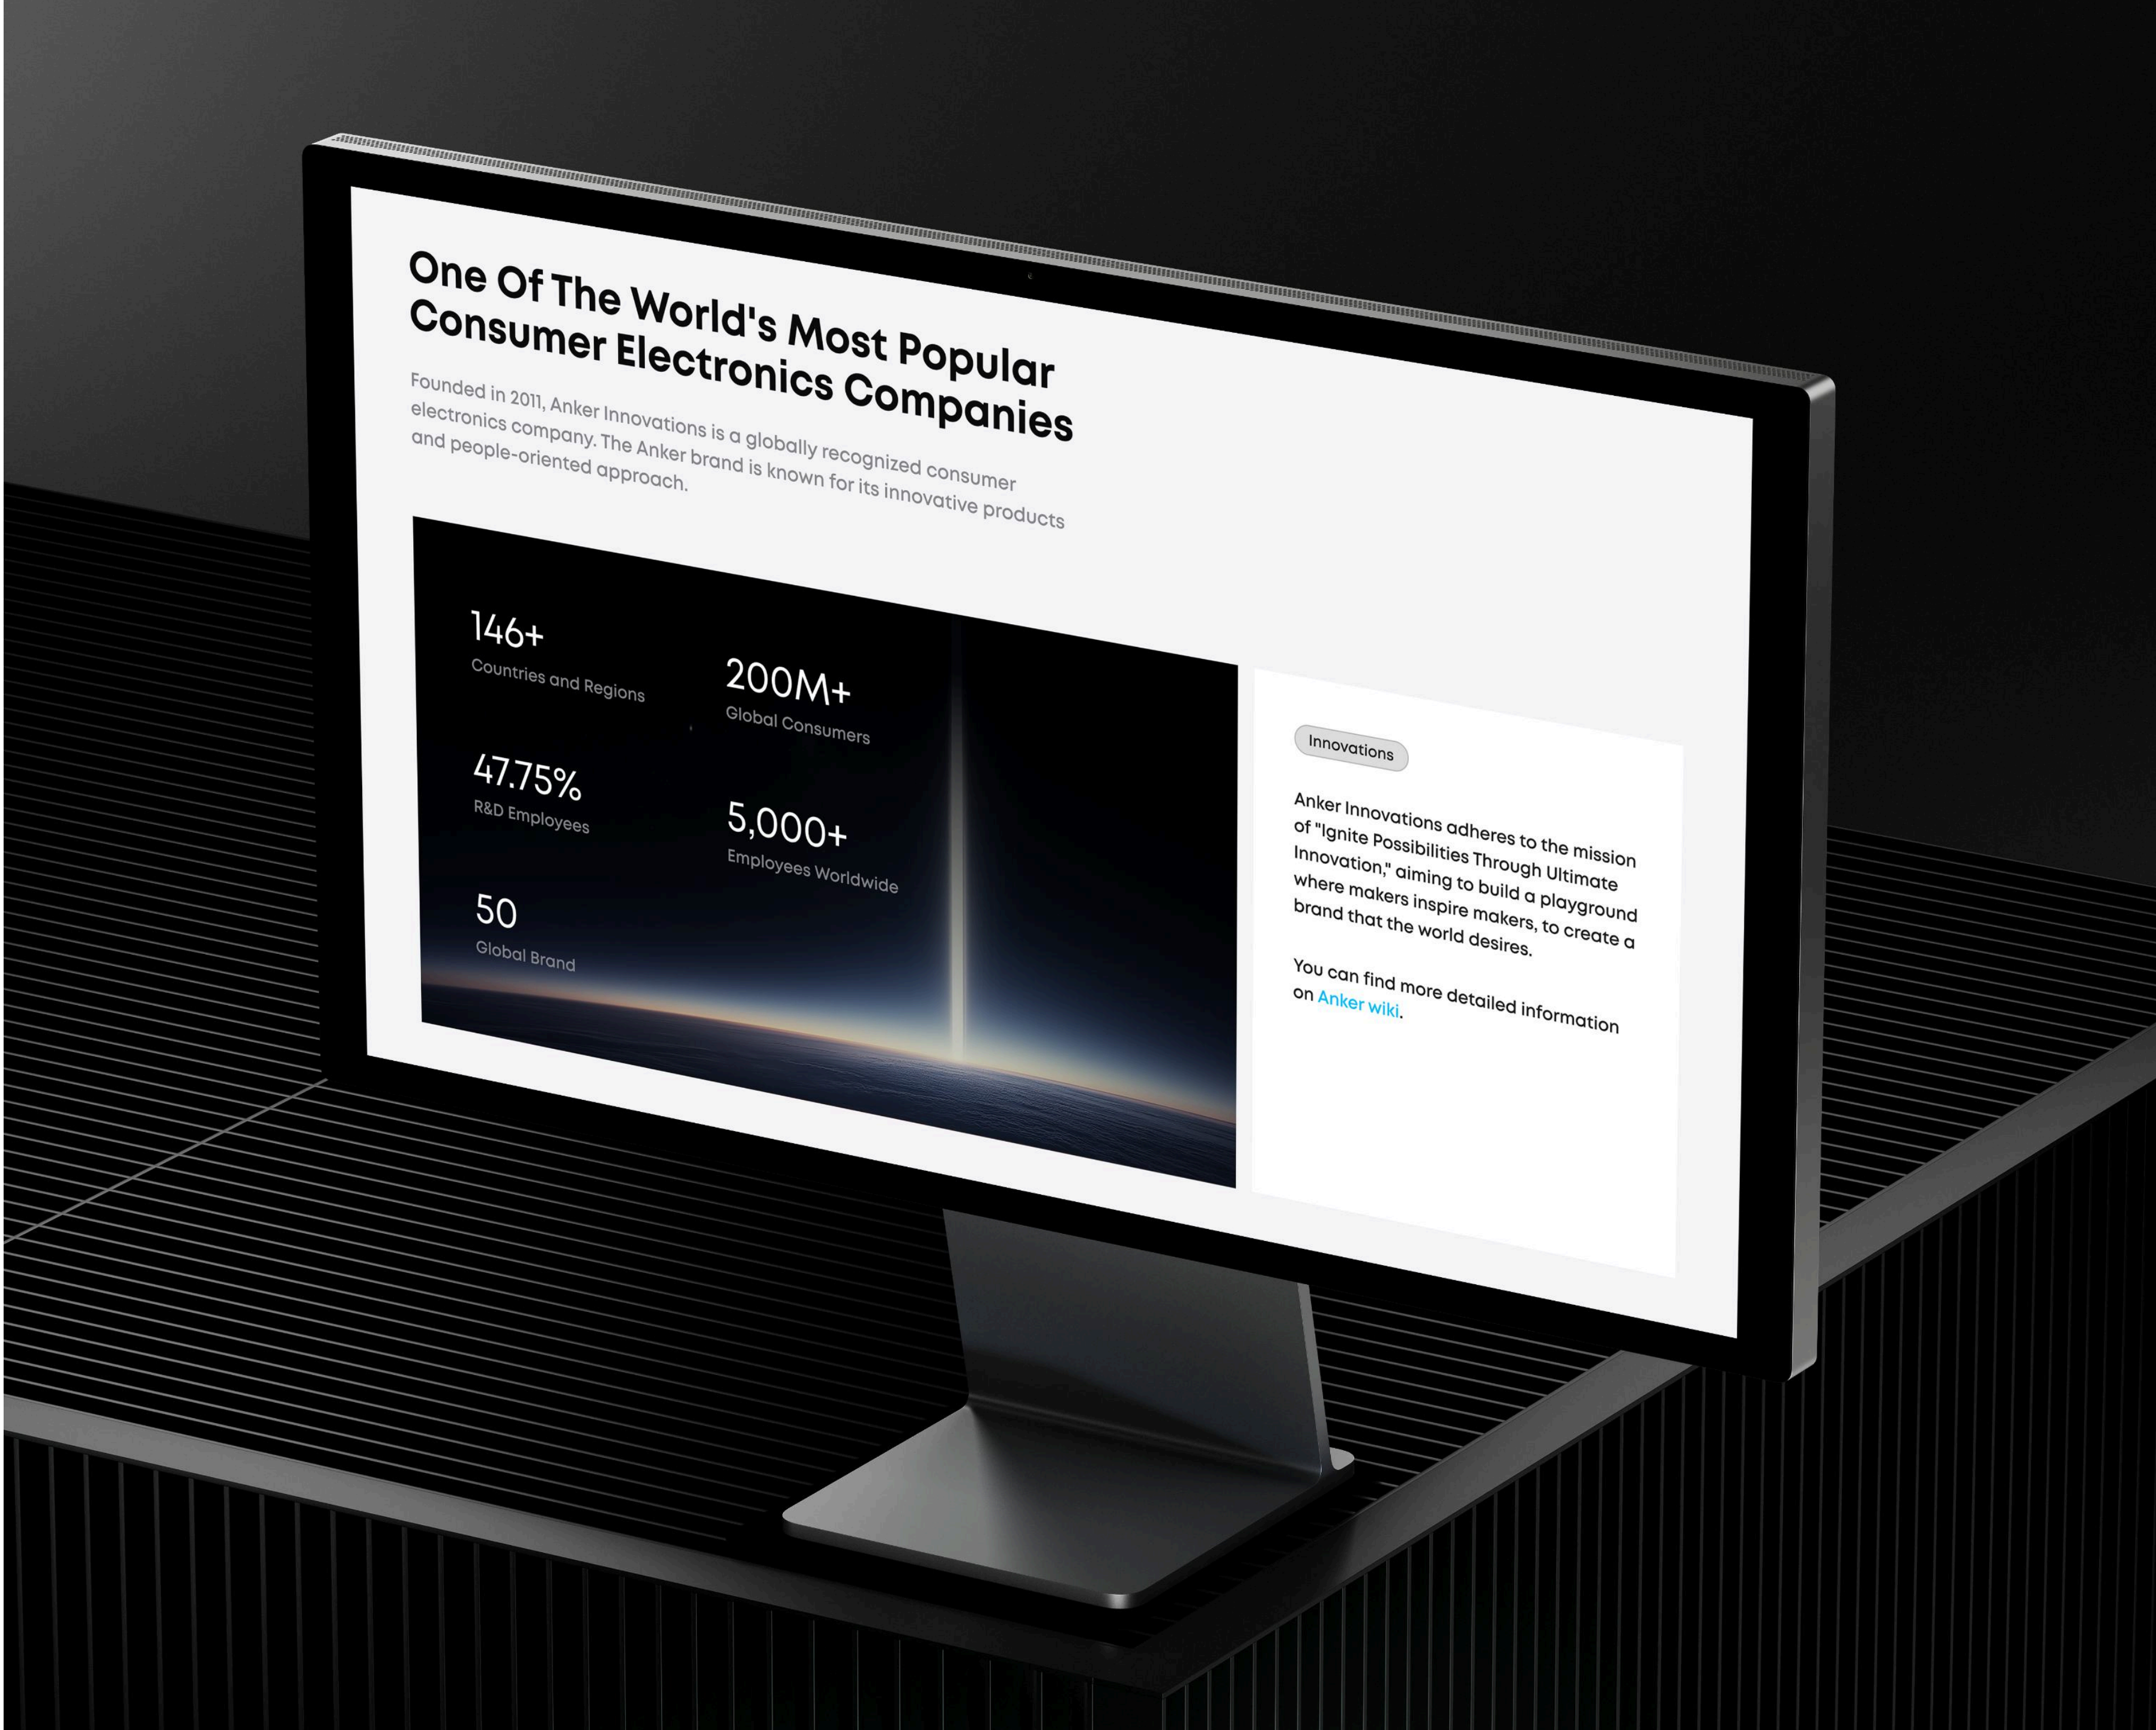 One Of The World's Most Popular
Consumer Electronics Companies
Founded in 2011, Anker Innovations is a globally recognized consumer
electronics company. The Anker brand is known for its innovative products
and people-oriented approach.
146+
Countries and Regions
200M+
Global Consumers
47.75%
R&D Employees
5,000+
Employees Worldwide
50
Global Brand
Innovations
Anker Innovations adheres to the mission
of "Ignite Possibilities Through Ultimate
Innovation," aiming to build a playground
where makers inspire makers, to create a
brand that the world desires.
You can find more detailed information
on Anker wiki.